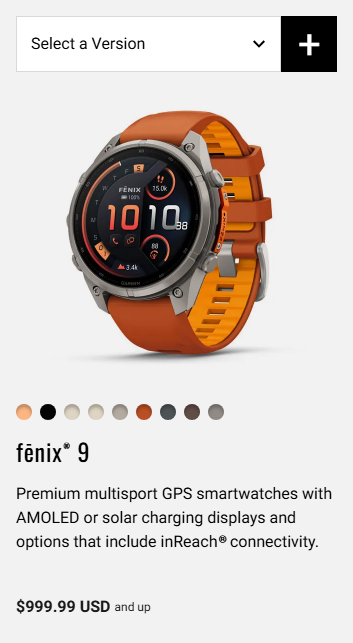 Select a Version
FĒNIX
100%
15.0k
10 10 38
88
3.4k
GARMIN
fēnix® 9
Premium multisport GPS smartwatches with
AMOLED or solar charging displays and
options that include inReach® connectivity.
$999.99 USD and up